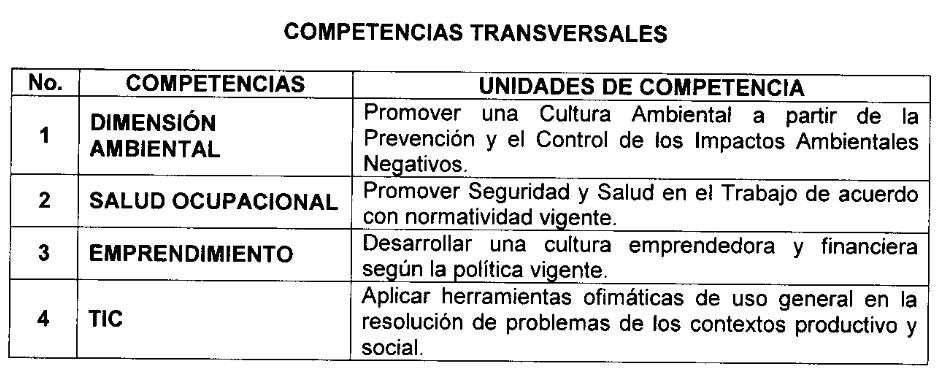 COMPETENCIAS TRANSVERSALES
No. COMPETENCIAS UNIDADES DE COMPETENCIA
1 DIMENSIÓN AMBIENTAL
Promover una Cultura Ambiental a partir de la
Prevención y el Control de los Impactos Ambientales
Negativos.
2 SALUD OCUPACIONAL
Promover Seguridad y Salud en el Trabajo de acuerdo
con normatividad vigente.
3 EMPRENDIMIENTO
Desarrollar una cultura emprendedora y financiera
según la política vigente.
4 TIC
Aplicar herramientas ofimáticas de uso general en la
resolución de problemas de los contextos productivo y
social.